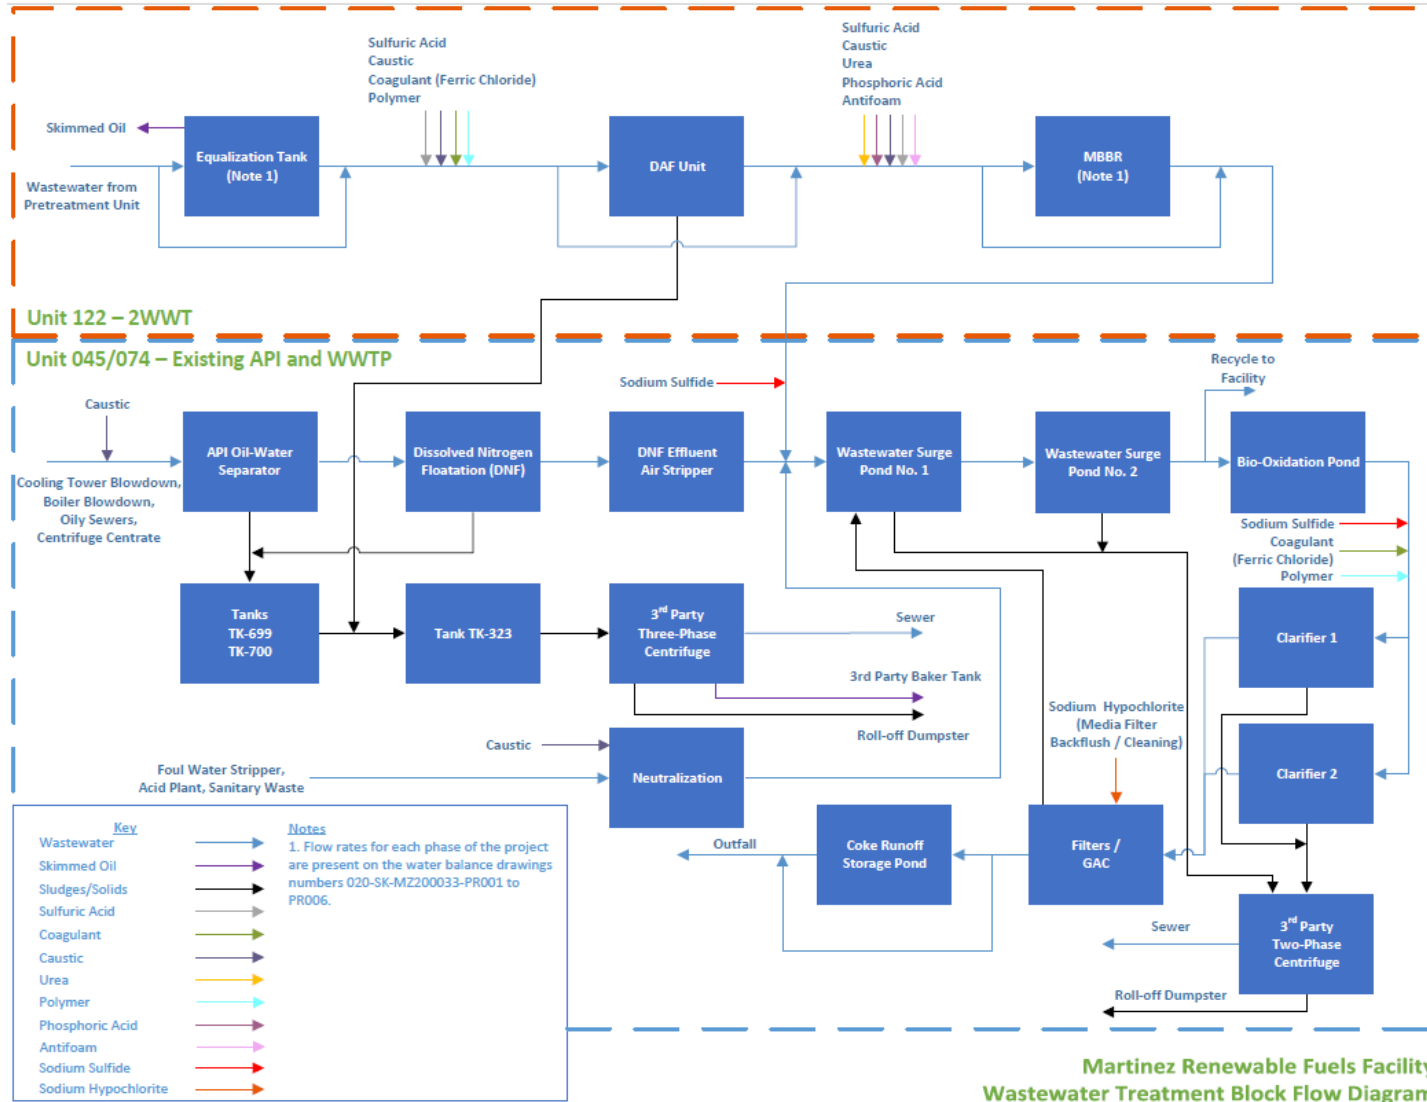 Sulfuric Acid
Caustic
Coagulant (Ferric Chloride)
Polymer
Sulfuric Acid
Caustic
Urea
Phosphoric Acid
Antifoam
Skimmed Oil
Equalization Tank
(Note 1)
DAF Unit
MBBR
(Note 1)
Wastewater from
Pretreatment Unit
Unit 122 – 2WWT
Unit 045/074 – Existing API and WWTP
Recycle to
Facility
Sodium Sulfide
Caustic
API Oil-Water
Separator
Dissolved Nitrogen
Floatation (DNF)
DNF Effluent
Air Stripper
Wastewater Surge
Pond No. 1
Wastewater Surge
Pond No. 2
Bio-Oxidation Pond
Cooling Tower Blowdown,
Boiler Blowdown,
Oily Sewers,
Centrifuge Centrate
Sodium Sulfide
Coagulant
(Ferric Chloride)
Polymer
Tanks
TK-699
TK-700
Tank TK-323
3rd Party
Three-Phase
Centrifuge
Sewer
Clarifier 1
3rd Party Baker Tank
Roll-off Dumpster
Sodium Hypochlorite
(Media Filter
Backflush / Cleaning)
Caustic
Foul Water Stripper,
Acid Plant, Sanitary Waste
Neutralization
Clarifier 2
Outfall
Coke Runoff
Storage Pond
Filters /
GAC
Sewer
3rd Party
Two-Phase
Centrifuge
Roll-off Dumpster
Key
Wastewater
Skimmed Oil
Sludges/Solids
Sulfuric Acid
Coagulant
Caustic
Urea
Polymer
Phosphoric Acid
Antifoam
Sodium Sulfide
Sodium Hypochlorite
Notes
1. Flow rates for each phase of the project
are present on the water balance drawings
numbers 020-SK-MZ200033-PR001 to
PR006.
Martinez Renewable Fuels Facility
Wastewater Treatment Block Flow Diagram